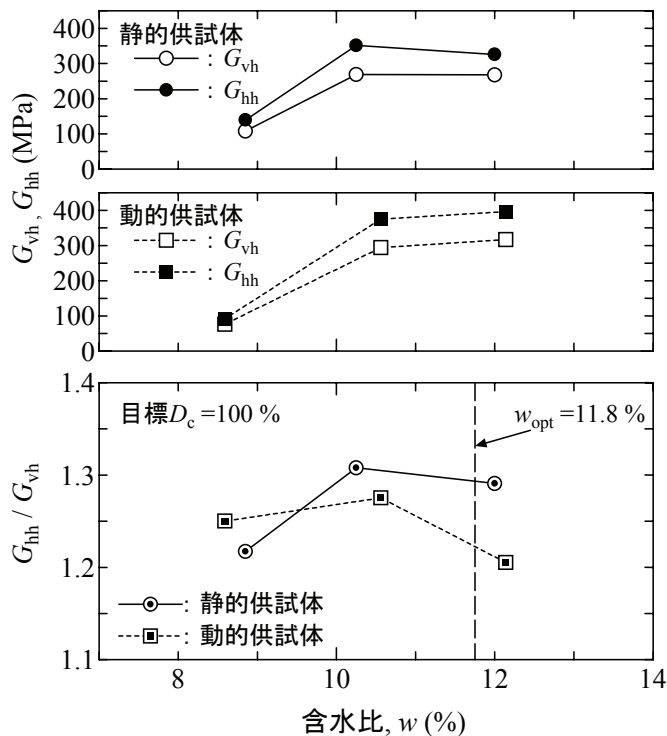 400
300
200
100
0
静的供試体
: Gvh
: Ghh
400
300
200
100
0
動的供試体
: Gvh
: Ghh
Gvh , Ghh (MPa)
1.4
1.3
1.2
1.1
Ghh / Gvh
目標Dc =100 %
wopt =11.8 %
: 静的供試体
: 動的供試体
8 10 12 14
含水比, w (%)